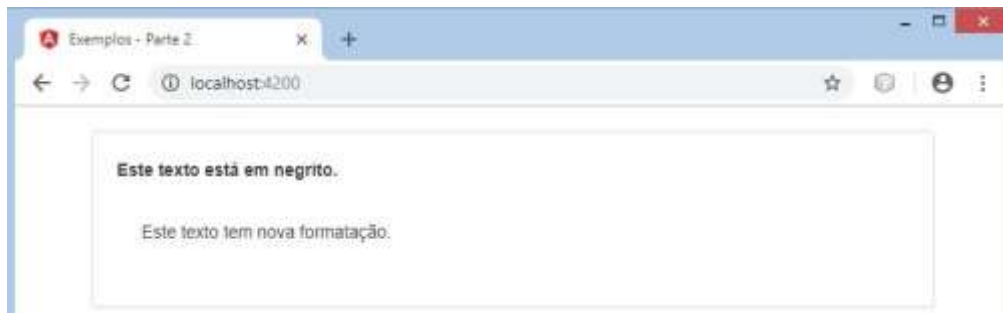 Exemplos - Parte 2
localhost:4200
Este texto está em negrito.
Este texto tem nova formatação.